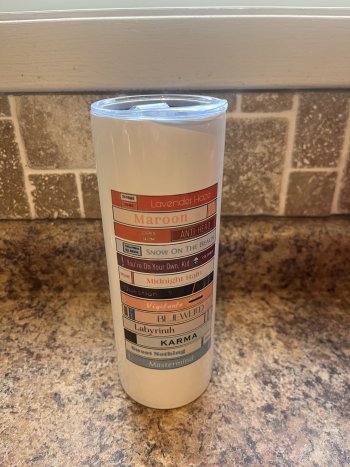 Lavender Haze
Maroon
ANTI-HERO
SNOW ON THE BEACH
You're On Your Own, Kid
Midnight Rain
Question
Vigilante
BEJEWELED
Labyrinth
KARMA
Sweet Nothing
Mastermind